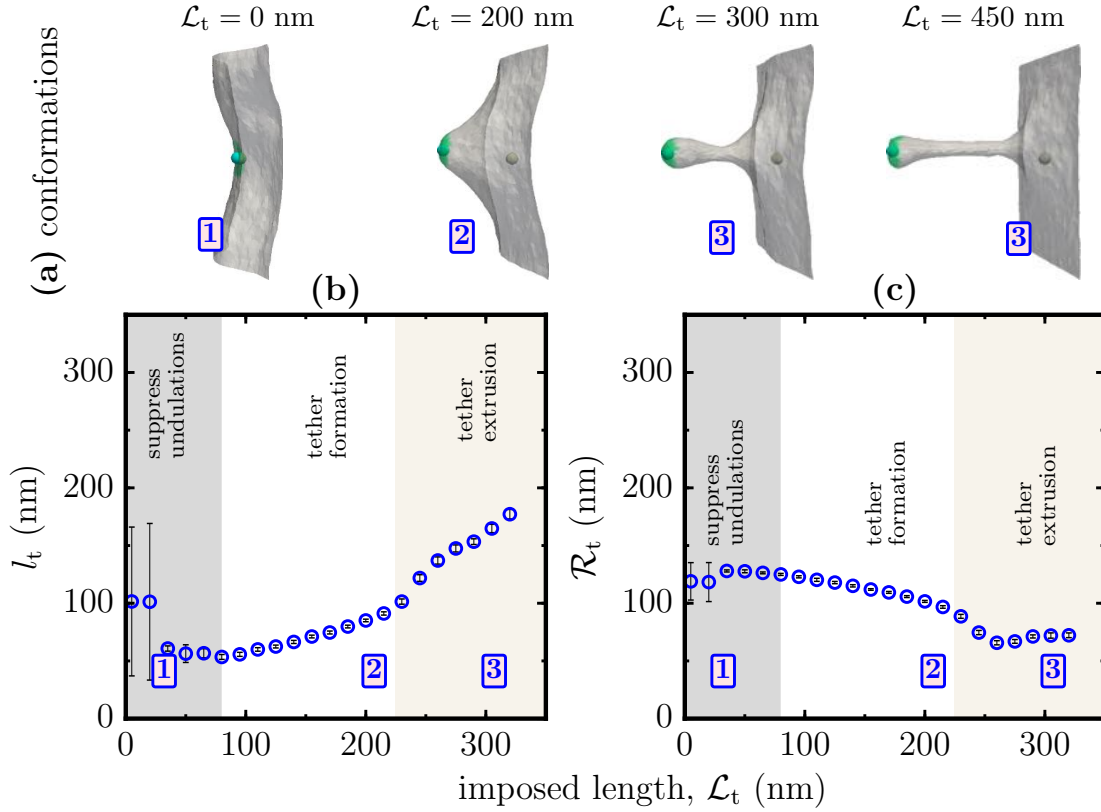 ℒt = 0 nm
ℒt = 200 nm
ℒt = 300 nm
ℒt = 450 nm
(a) conformations
1
2
3
3
(b)
(c)
lt (nm)
300
200
100
0
suppress
undulations
tether
formation
tether
extrusion
1
2
3
0
100
200
300
ℛt (nm)
300
200
100
0
suppress
undulations
tether
formation
tether
extrusion
1
2
3
0
100
200
300
imposed length, ℒt (nm)